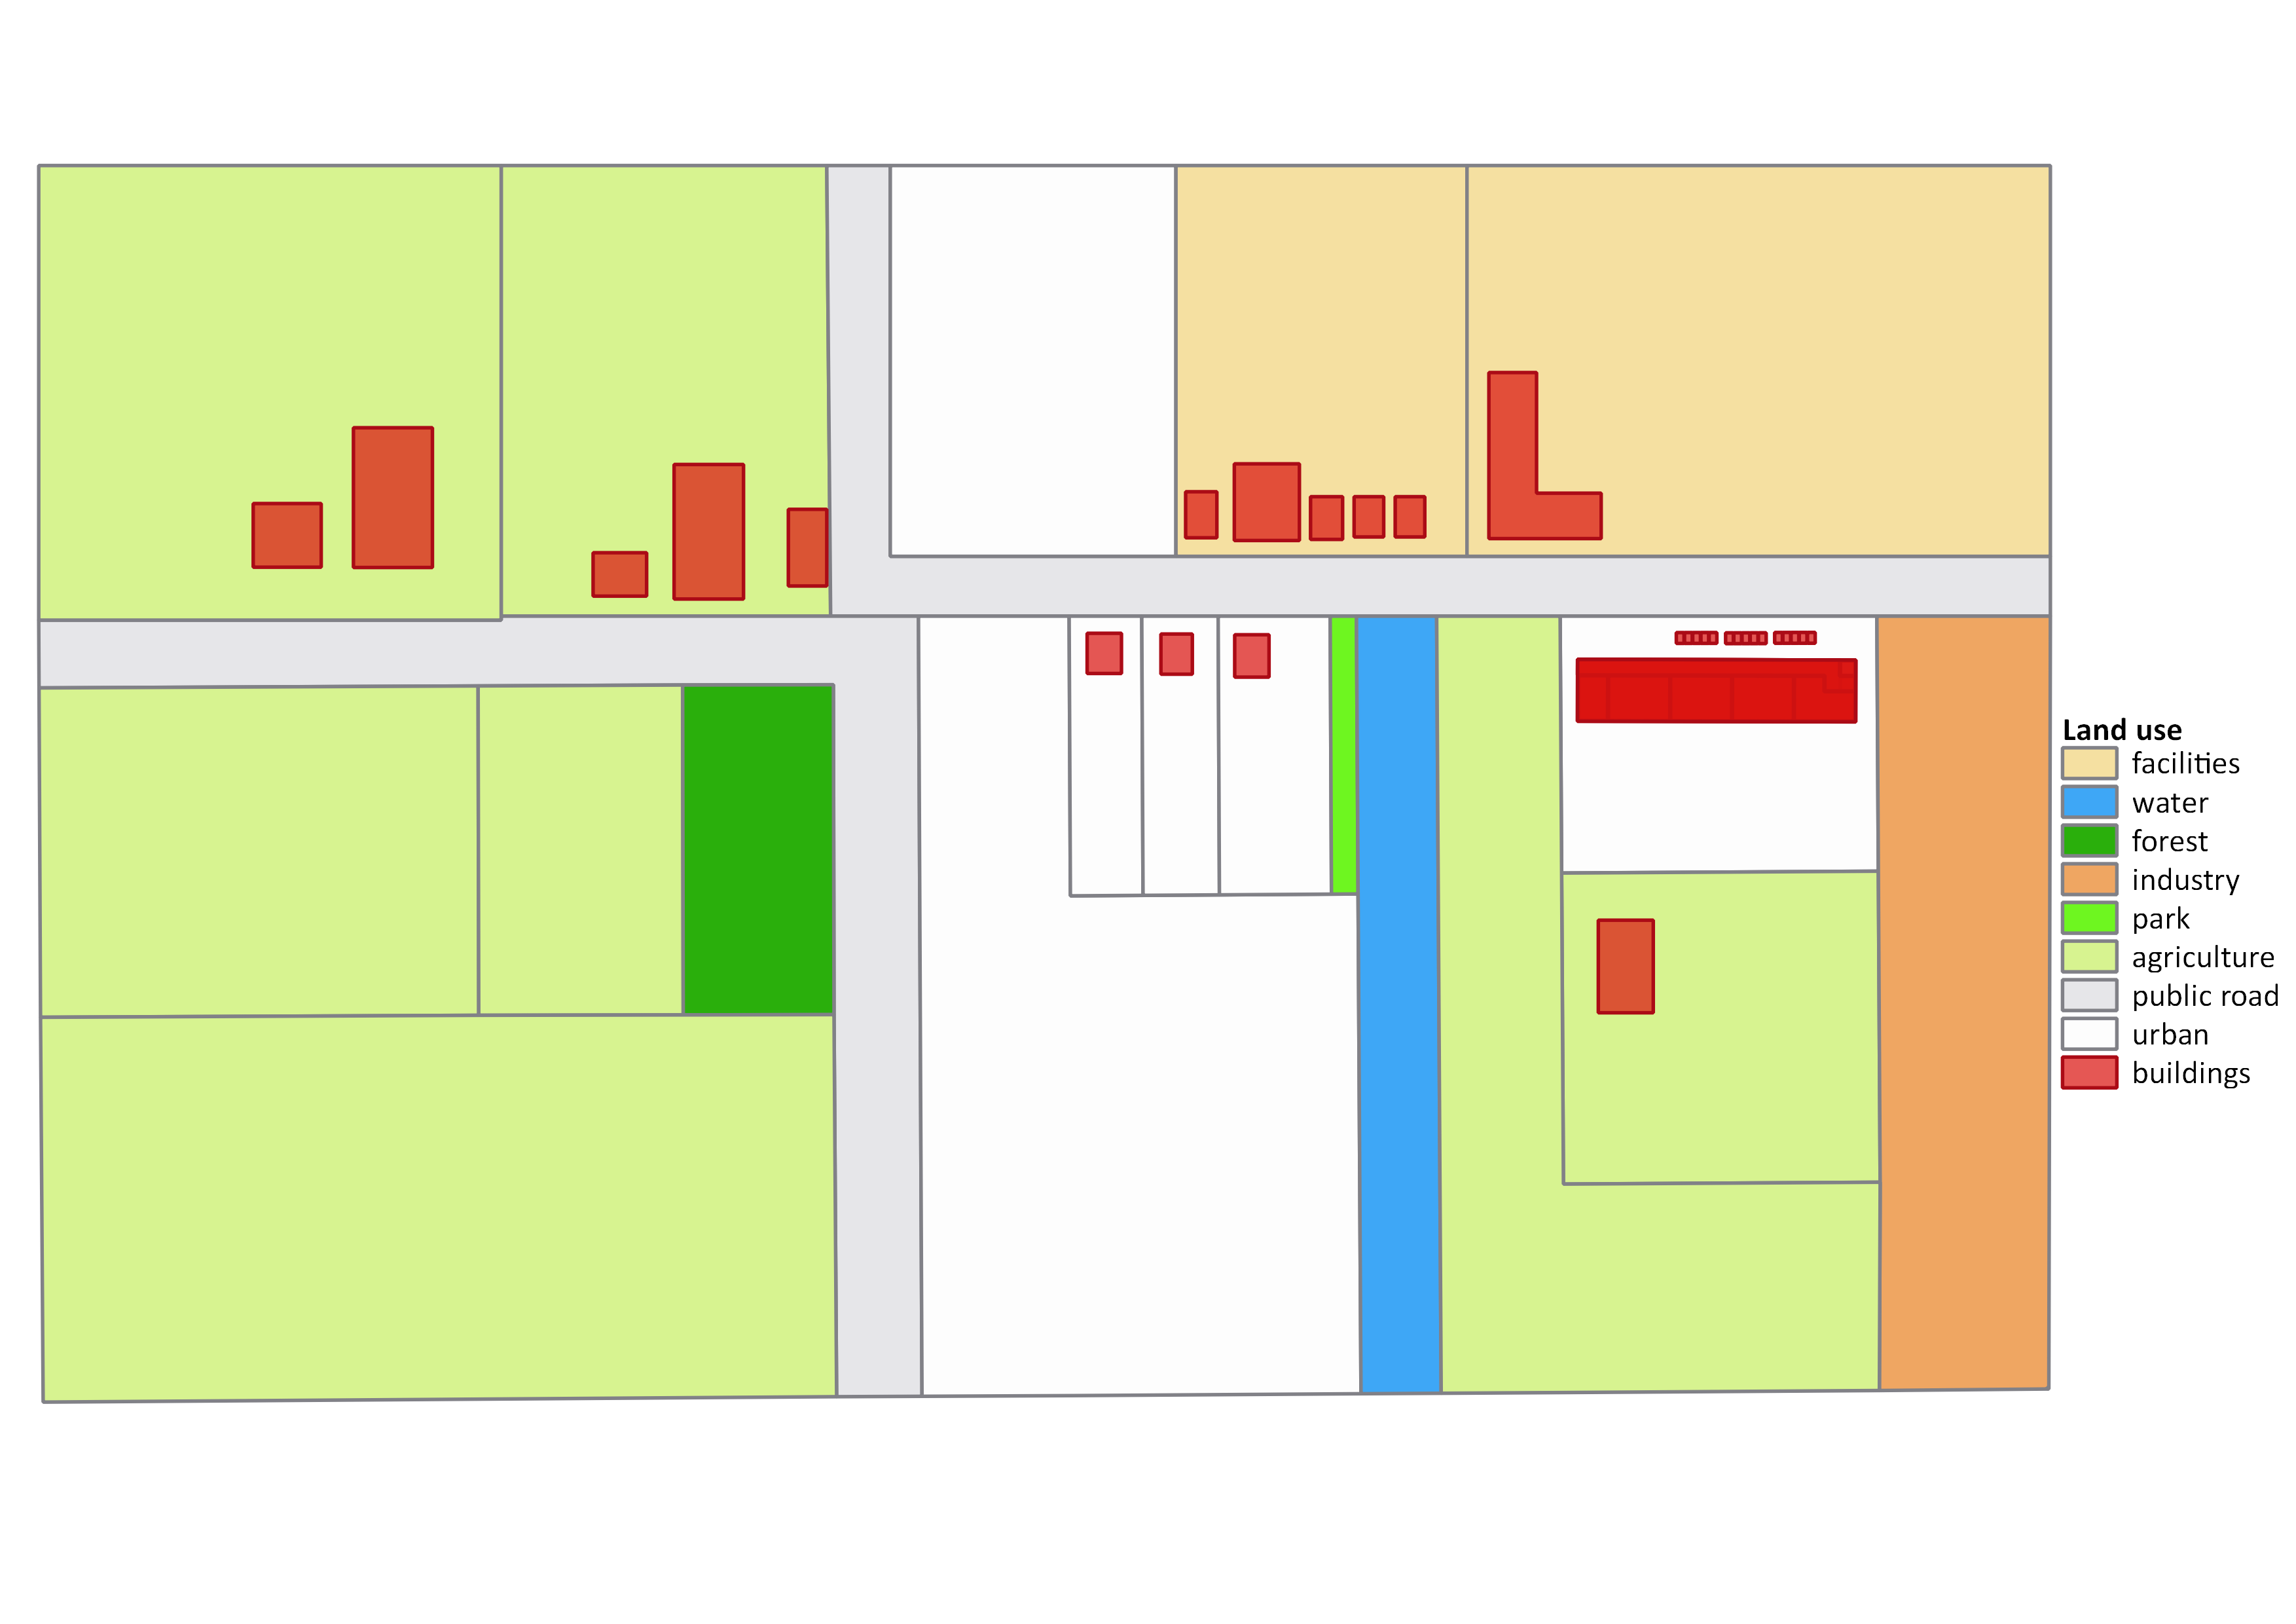 Land use
facilities
water
forest
industry
park
agriculture
public road
urban
buildings